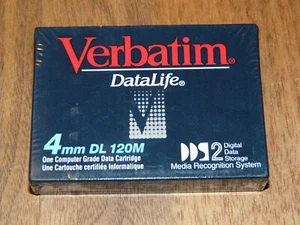 Verbatim®
DataLife®
4mm DL 120M
One Computer Grade Data Cartridge
Une Cartouche certifiée Informatique
DDS2 Digital
Data
Storage
Media Recognition System